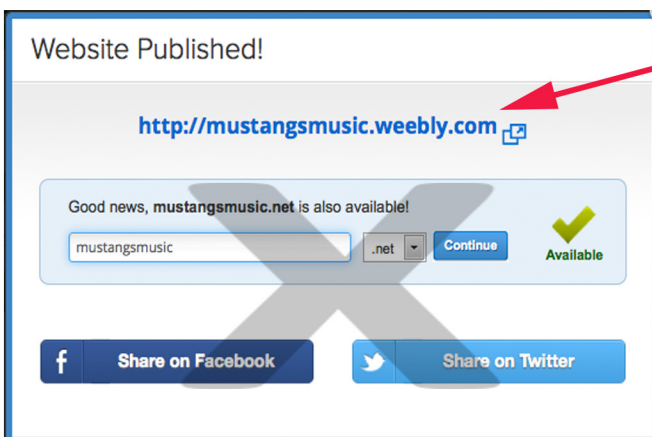 Website Published!
http://mustangsmusic.weebly.com
Good news, mustangsmusic.net is also available!
mustangsmusic .net Continue Available
f Share on Facebook Share on Twitter